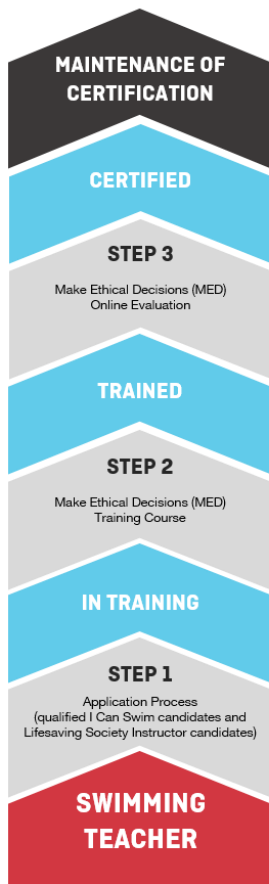 MAINTENANCE OF
CERTIFICATION
CERTIFIED
STEP 3
Make Ethical Decisions (MED)
Online Evaluation
TRAINED
STEP 2
Make Ethical Decisions (MED)
Training Course
IN TRAINING
STEP 1
Application Process
(qualified I Can Swim candidates and
Lifesaving Society Instructor candidates)
SWIMMING
TEACHER